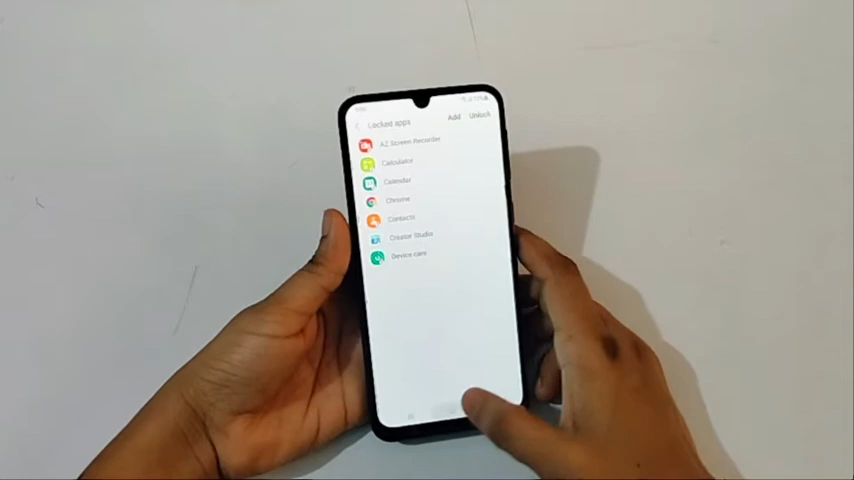 Locked apps Add Unlock
AZ Screen Recorder
Calculator
Calendar
Chrome
Contacts
Creator Studio
Device care